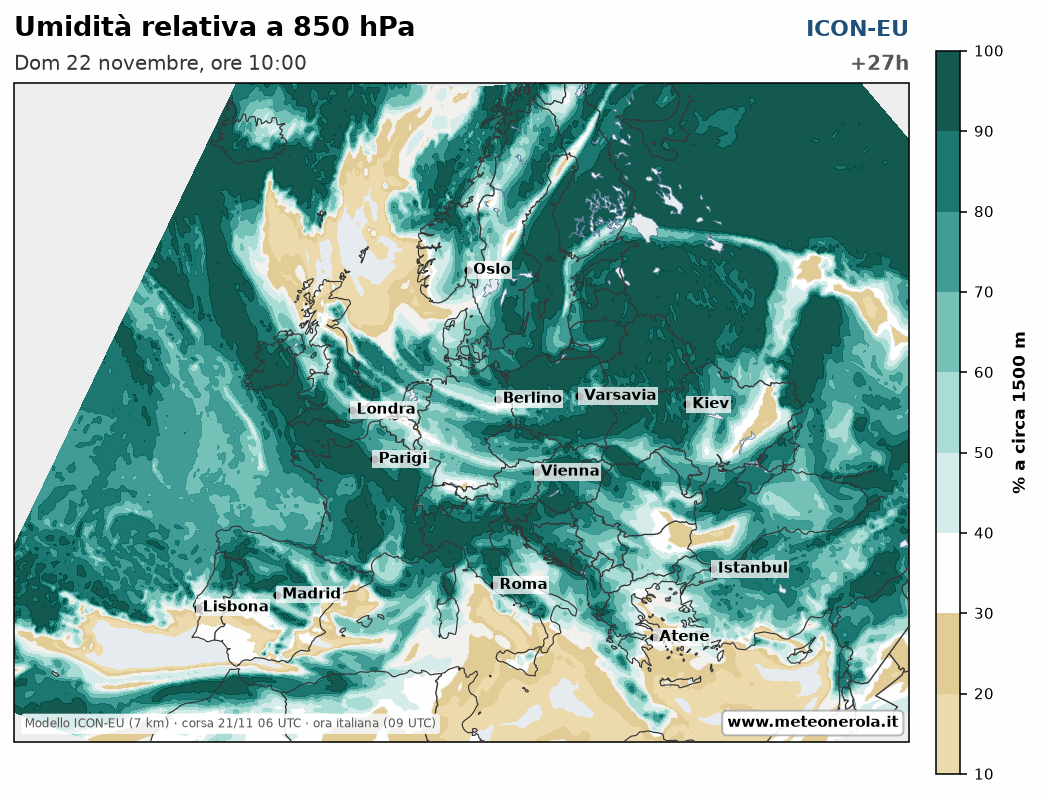 Umidità relativa a 850 hPa
ICON-EU
Dom 22 novembre, ore 10:00
+27h
100
90
80
70
60
50
40
30
20
10
% a circa 1500 m
Oslo
Londra
Berlino
Varsavia
Kiev
Parigi
Vienna
Istanbul
Roma
Madrid
Lisbona
Atene
Modello ICON-EU (7 km) · corsa 21/11 06 UTC · ora italiana (09 UTC)
www.meteonerola.it